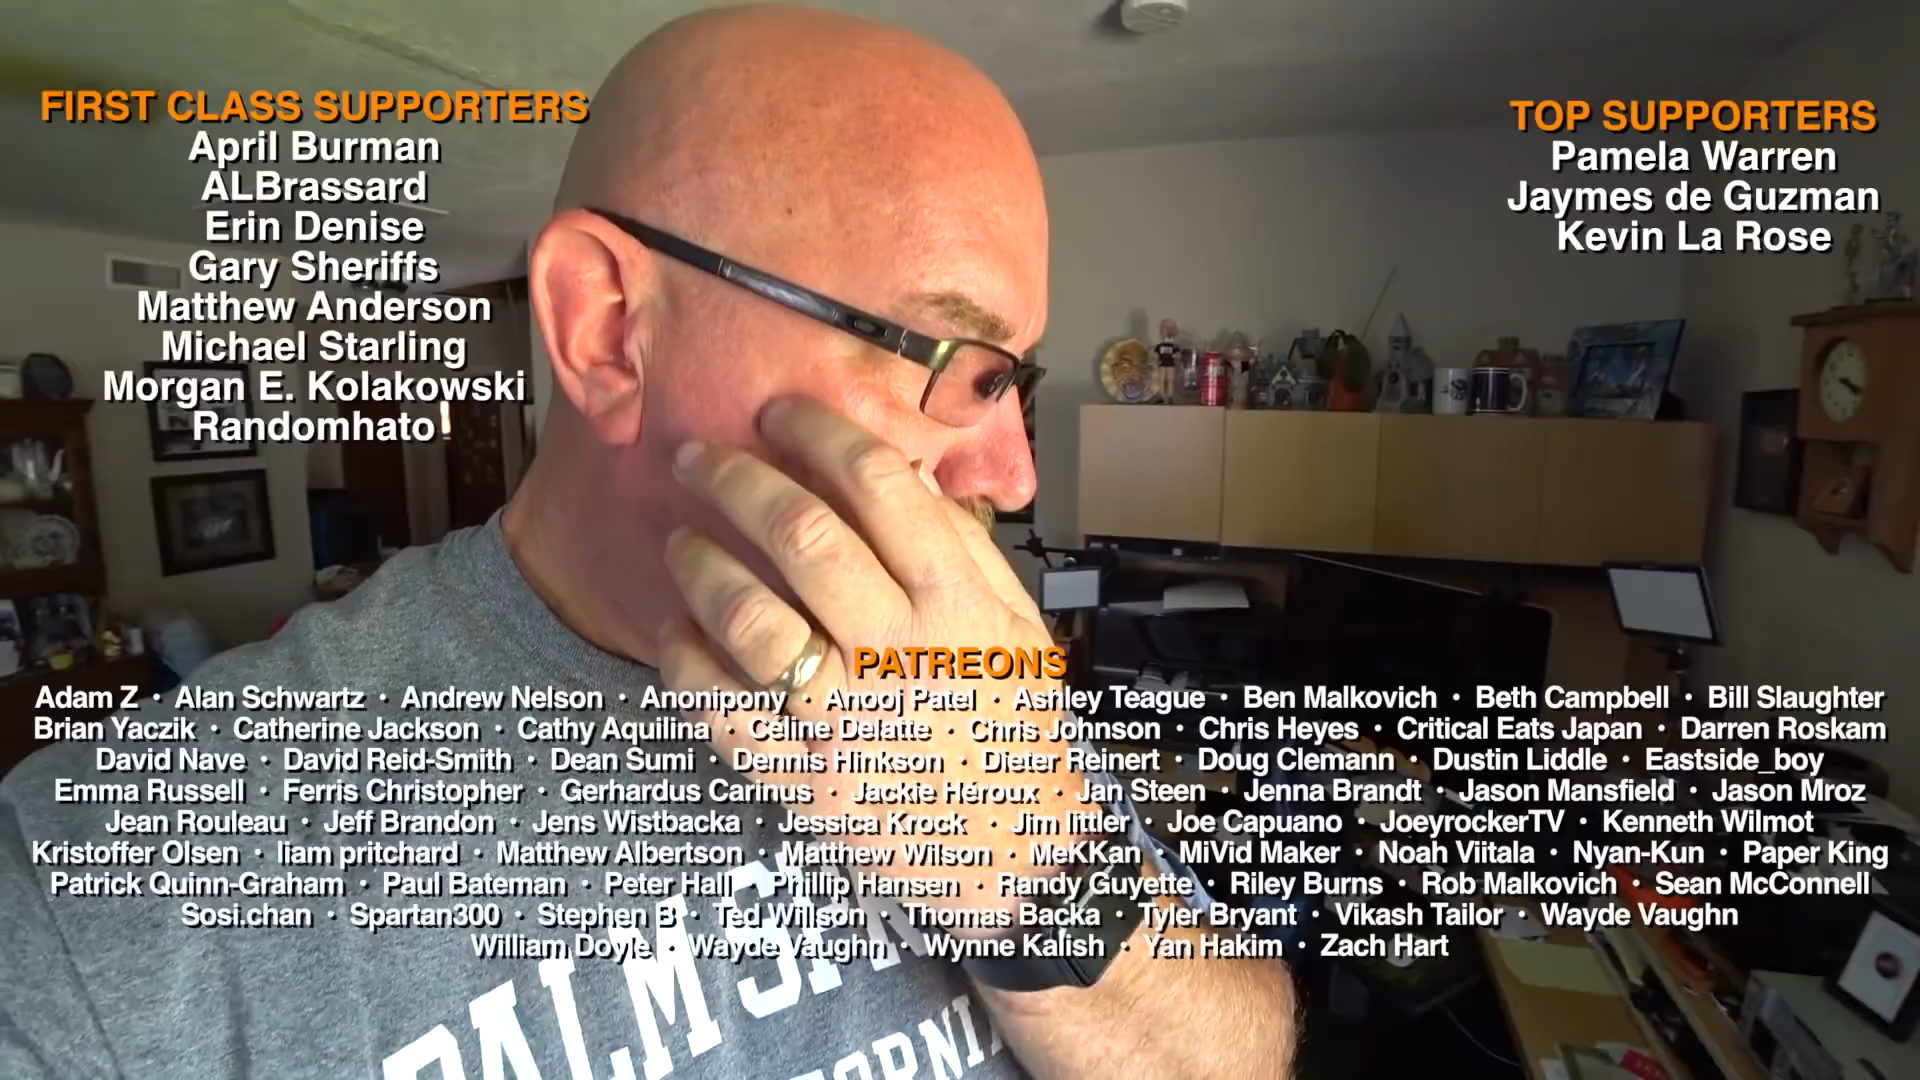 FIRST CLASS SUPPORTERS
April Burman
ALBrassard
Erin Denise
Gary Sheriffs
Matthew Anderson
Michael Starling
Morgan E. Kolakowski
Randomhato
TOP SUPPORTERS
Pamela Warren
Jaymes de Guzman
Kevin La Rose
PATREONS
Adam Z · Alan Schwartz · Andrew Nelson · Anonipony · Anooj Patel · Ashley Teague · Ben Malkovich · Beth Campbell · Bill Slaughter
Brian Yaczik · Catherine Jackson · Cathy Aquilina · Céline Delatte · Chris Johnson · Chris Heyes · Critical Eats Japan · Darren Roskam
David Nave · David Reid-Smith · Dean Sumi · Dennis Hinkson · Dieter Reinert · Doug Clemann · Dustin Liddle · Eastside_boy
Emma Russell · Ferris Christopher · Gerhardus Carinus · Jackie Héroux · Jan Steen · Jenna Brandt · Jason Mansfield · Jason Mroz
Jean Rouleau · Jeff Brandon · Jens Wistbacka · Jessica Krock · Jim littler · Joe Capuano · JoeyrockerTV · Kenneth Wilmot
Kristoffer Olsen · liam pritchard · Matthew Albertson · Matthew Wilson · MeKKan · MiVid Maker · Noah Viitala · Nyan-Kun · Paper King
Patrick Quinn-Graham · Paul Bateman · Peter Hall · Phillip Hansen · Randy Guyette · Riley Burns · Rob Malkovich · Sean McConnell
Sosi.chan · Spartan300 · Stephen B · Ted Willson · Thomas Backa · Tyler Bryant · Vikash Tailor · Wayde Vaughn
William Doyle · Wayde Vaughn · Wynne Kalish · Yan Hakim · Zach Hart
PALM